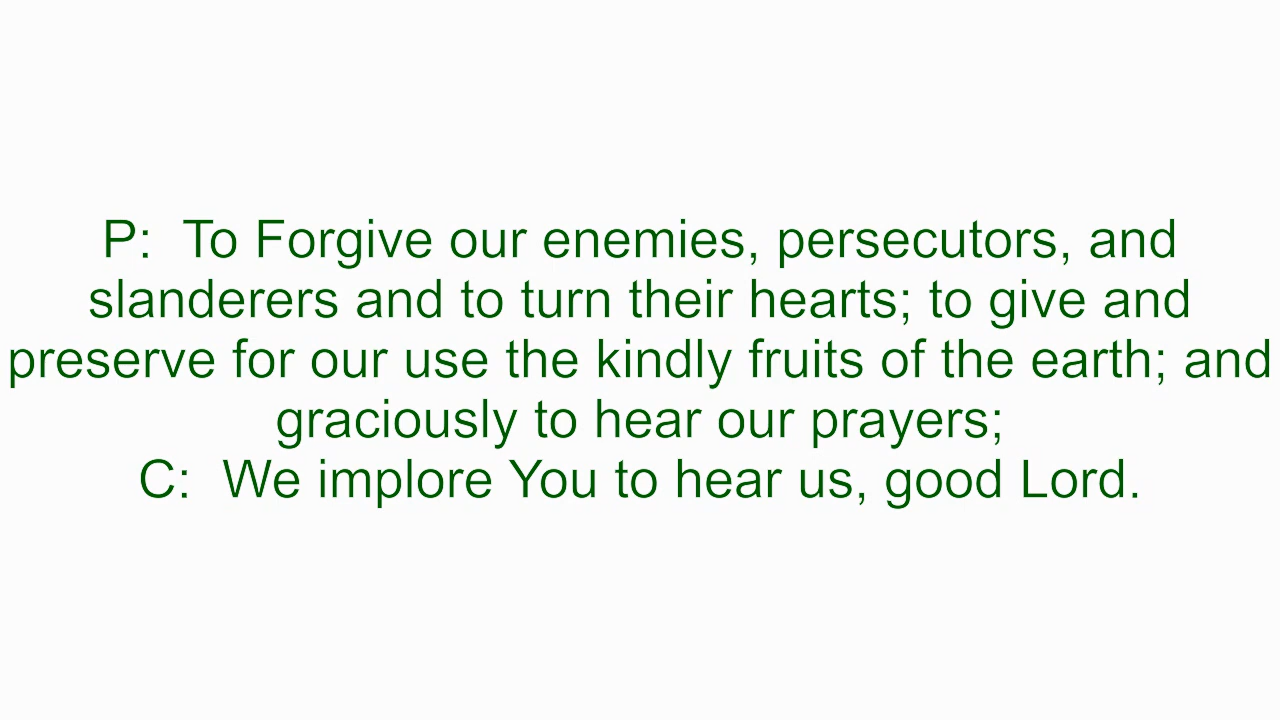 P:  To Forgive our enemies, persecutors, and
slanderers and to turn their hearts; to give and
preserve for our use the kindly fruits of the earth; and
graciously to hear our prayers;
C:  We implore You to hear us, good Lord.